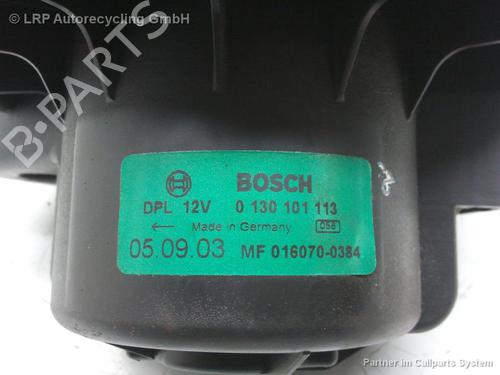 © LRP Autorecycling GmbH
B-PARTS
BOSCH
DPL 12V 0 130 101 113
← Made in Germany 056
05.09.03 MF 016070-0384
Partner im Callparts System